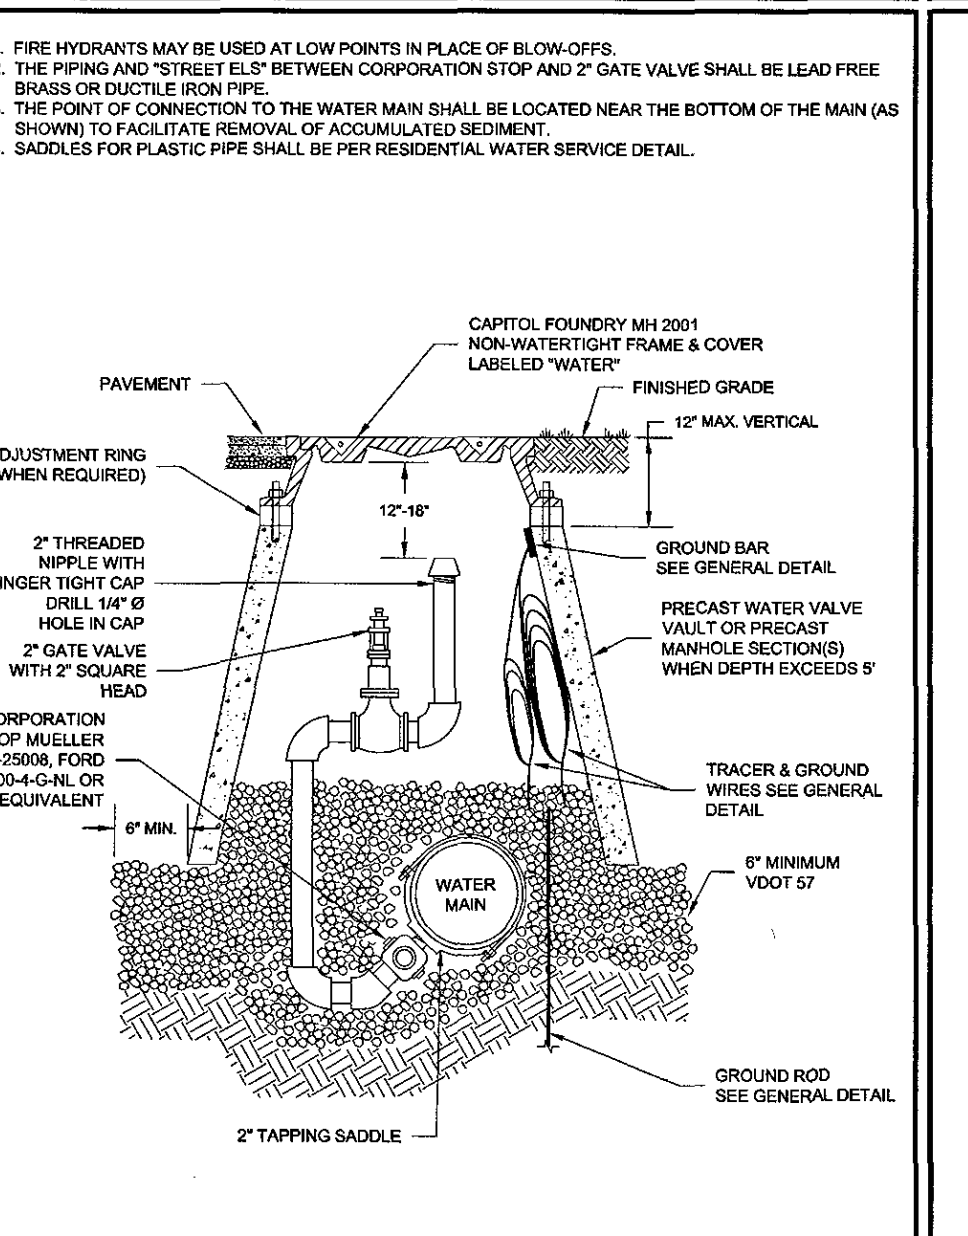 . FIRE HYDRANTS MAY BE USED AT LOW POINTS IN PLACE OF BLOW-OFFS.
. THE PIPING AND "STREET ELS" BETWEEN CORPORATION STOP AND 2" GATE VALVE SHALL BE LEAD FREE
BRASS OR DUCTILE IRON PIPE.
. THE POINT OF CONNECTION TO THE WATER MAIN SHALL BE LOCATED NEAR THE BOTTOM OF THE MAIN (AS
SHOWN) TO FACILITATE REMOVAL OF ACCUMULATED SEDIMENT.
. SADDLES FOR PLASTIC PIPE SHALL BE PER RESIDENTIAL WATER SERVICE DETAIL.
CAPITOL FOUNDRY MH 2001
NON-WATERTIGHT FRAME & COVER
LABELED "WATER"
PAVEMENT
FINISHED GRADE
12" MAX. VERTICAL
DJUSTMENT RING
WHEN REQUIRED)
12"-18"
2" THREADED
NIPPLE WITH
INGER TIGHT CAP
DRILL 1/4" Ø
HOLE IN CAP
GROUND BAR
SEE GENERAL DETAIL
PRECAST WATER VALVE
VAULT OR PRECAST
MANHOLE SECTION(S)
WHEN DEPTH EXCEEDS 5'
2" GATE VALVE
WITH 2" SQUARE
HEAD
ORPORATION
OP MUELLER
-25008, FORD
00-4-G-NL OR
EQUIVALENT
TRACER & GROUND
WIRES SEE GENERAL
DETAIL
6" MIN.
6" MINIMUM
VDOT 57
WATER
MAIN
GROUND ROD
SEE GENERAL DETAIL
2" TAPPING SADDLE